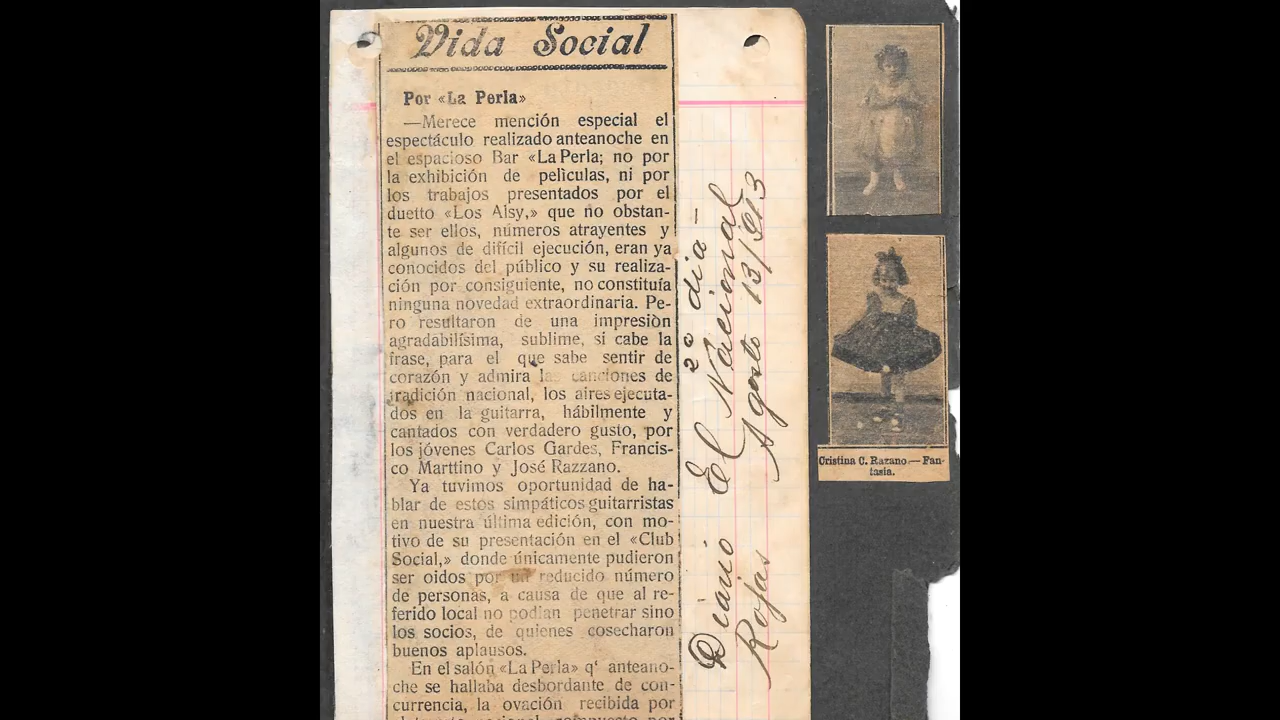 Vida Social
Por «La Perla»
—Merece mención especial el
espectáculo realizado anteanoche en
el espacioso Bar «La Perla; no por
la exhibición de peliculas, ni por
los trabajos presentados por el
duetto «Los Alsy,» que no obstan-
te ser ellos, números atrayentes y
algunos de difícil ejecución, eran ya
conocidos del público y su realiza-
ción por consiguiente, no constituía
ninguna novedad extraordinaria. Pe-
ro resultaron de una impresiòn
agradabilísima, sublime, si cabe la
frase, para el que sabe sentir de
corazón y admira las canciones de
tradición nacional, los aires ejecuta-
dos en la guitarra, hábilmente y
cantados con verdadero gusto, por
los jóvenes Carlos Gardes, Francis-
co Marttino y José Razzano.
Ya tuvimos oportunidad de ha-
blar de estos simpáticos guitarristas
en nuestra última edición, con mo-
tivo de su presentación en el «Club
Social,» donde únicamente pudieron
ser oidos por un reducido número
de personas, a causa de que al re-
ferido local no podian penetrar sino
los socios, de quienes cosecharon
buenos aplausos.
En el salón «La Perla» q‘ anteano-
che se hallaba desbordante de con-
currencia, la ovación recibida por
2º dia –
Diario El Nacional
Rojas Agosto 13/913
Cristina C. Razano.— Fan-
tasia.